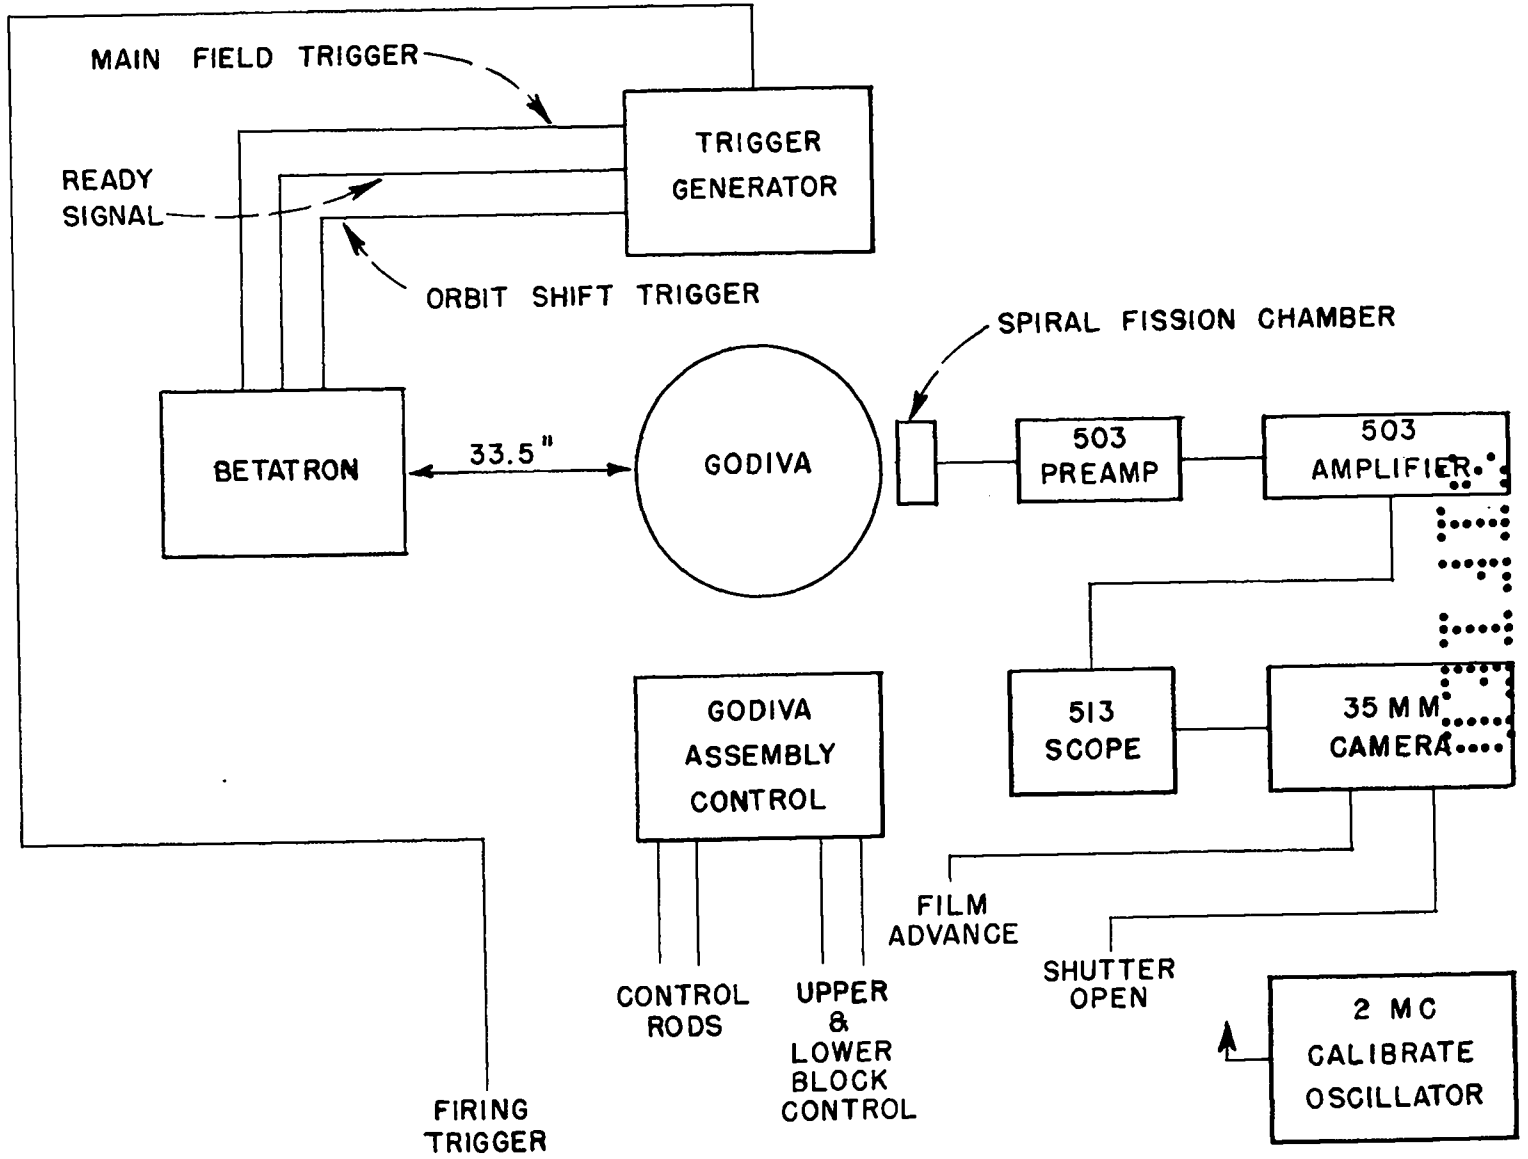 MAIN FIELD TRIGGER
TRIGGER
GENERATOR
READY
SIGNAL
ORBIT SHIFT TRIGGER
SPIRAL FISSION CHAMBER
BETATRON
33.5"
GODIVA
503
PREAMP
503
AMPLIFIER
GODIVA
ASSEMBLY
CONTROL
513
SCOPE
35 MM
CAMERA
FILM
ADVANCE
SHUTTER
OPEN
CONTROL
RODS
UPPER
&
LOWER
BLOCK
CONTROL
2 MC
CALIBRATE
OSCILLATOR
FIRING
TRIGGER